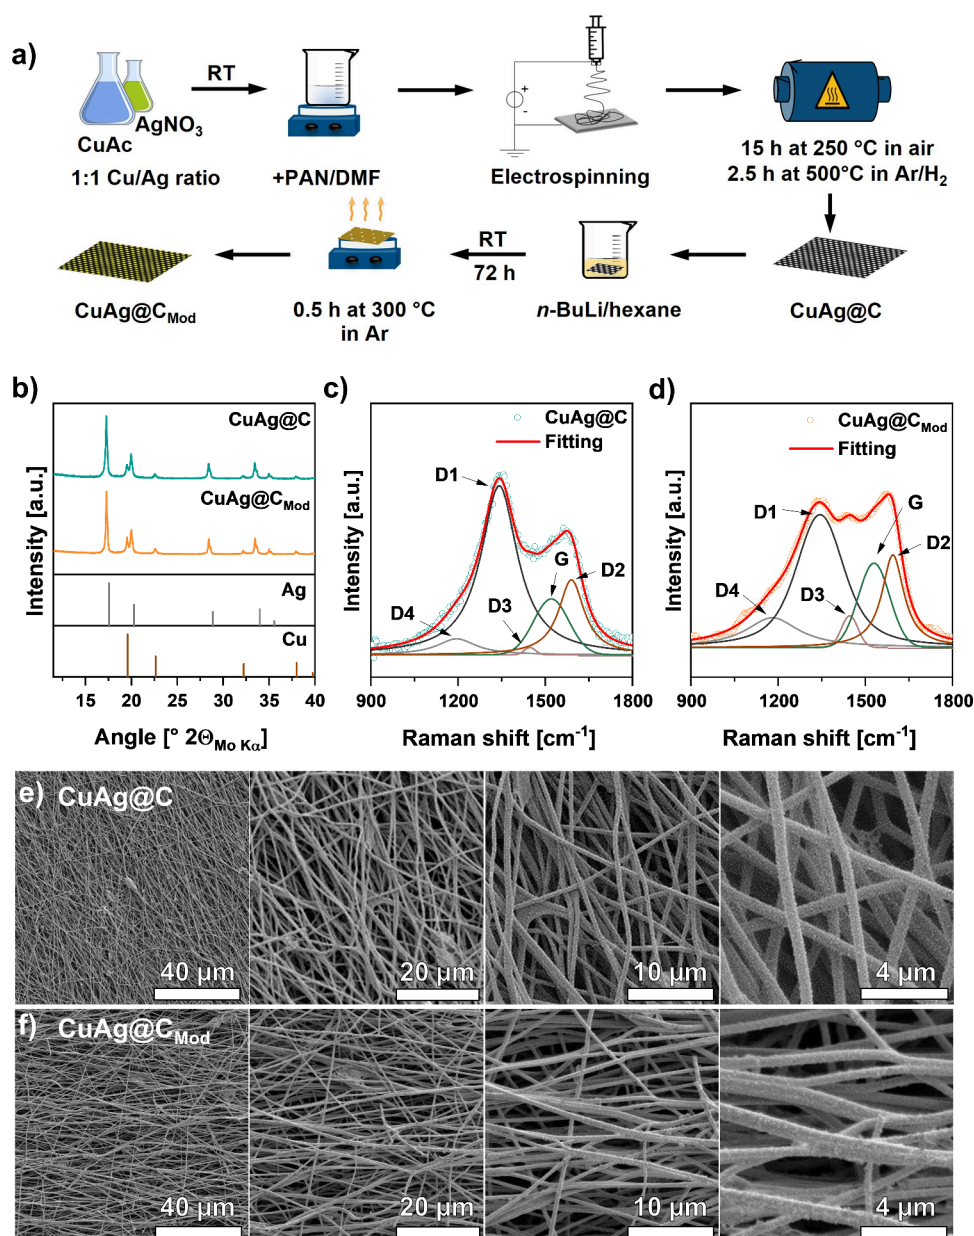 a)
RT
AgNO3
CuAc
1:1 Cu/Ag ratio
+PAN/DMF
+
-
Electrospinning
15 h at 250 °C in air
2.5 h at 500°C in Ar/H2
CuAg@C
n-BuLi/hexane
RT
72 h
0.5 h at 300 °C
in Ar
CuAg@CMod
b)
Intensity [a.u.]
CuAg@C
CuAg@CMod
Ag
Cu
15 20 25 30 35 40
Angle [° 2ΘMo Kα]
c)
Intensity [a.u.]
CuAg@C
Fitting
D1
G
D2
D3
D4
900 1200 1500 1800
Raman shift [cm-1]
d)
Intensity [a.u.]
CuAg@CMod
Fitting
D1
G
D2
D3
D4
900 1200 1500 1800
Raman shift [cm-1]
e) CuAg@C
40 µm
20 µm
10 µm
4 µm
f) CuAg@CMod
40 µm
20 µm
10 µm
4 µm